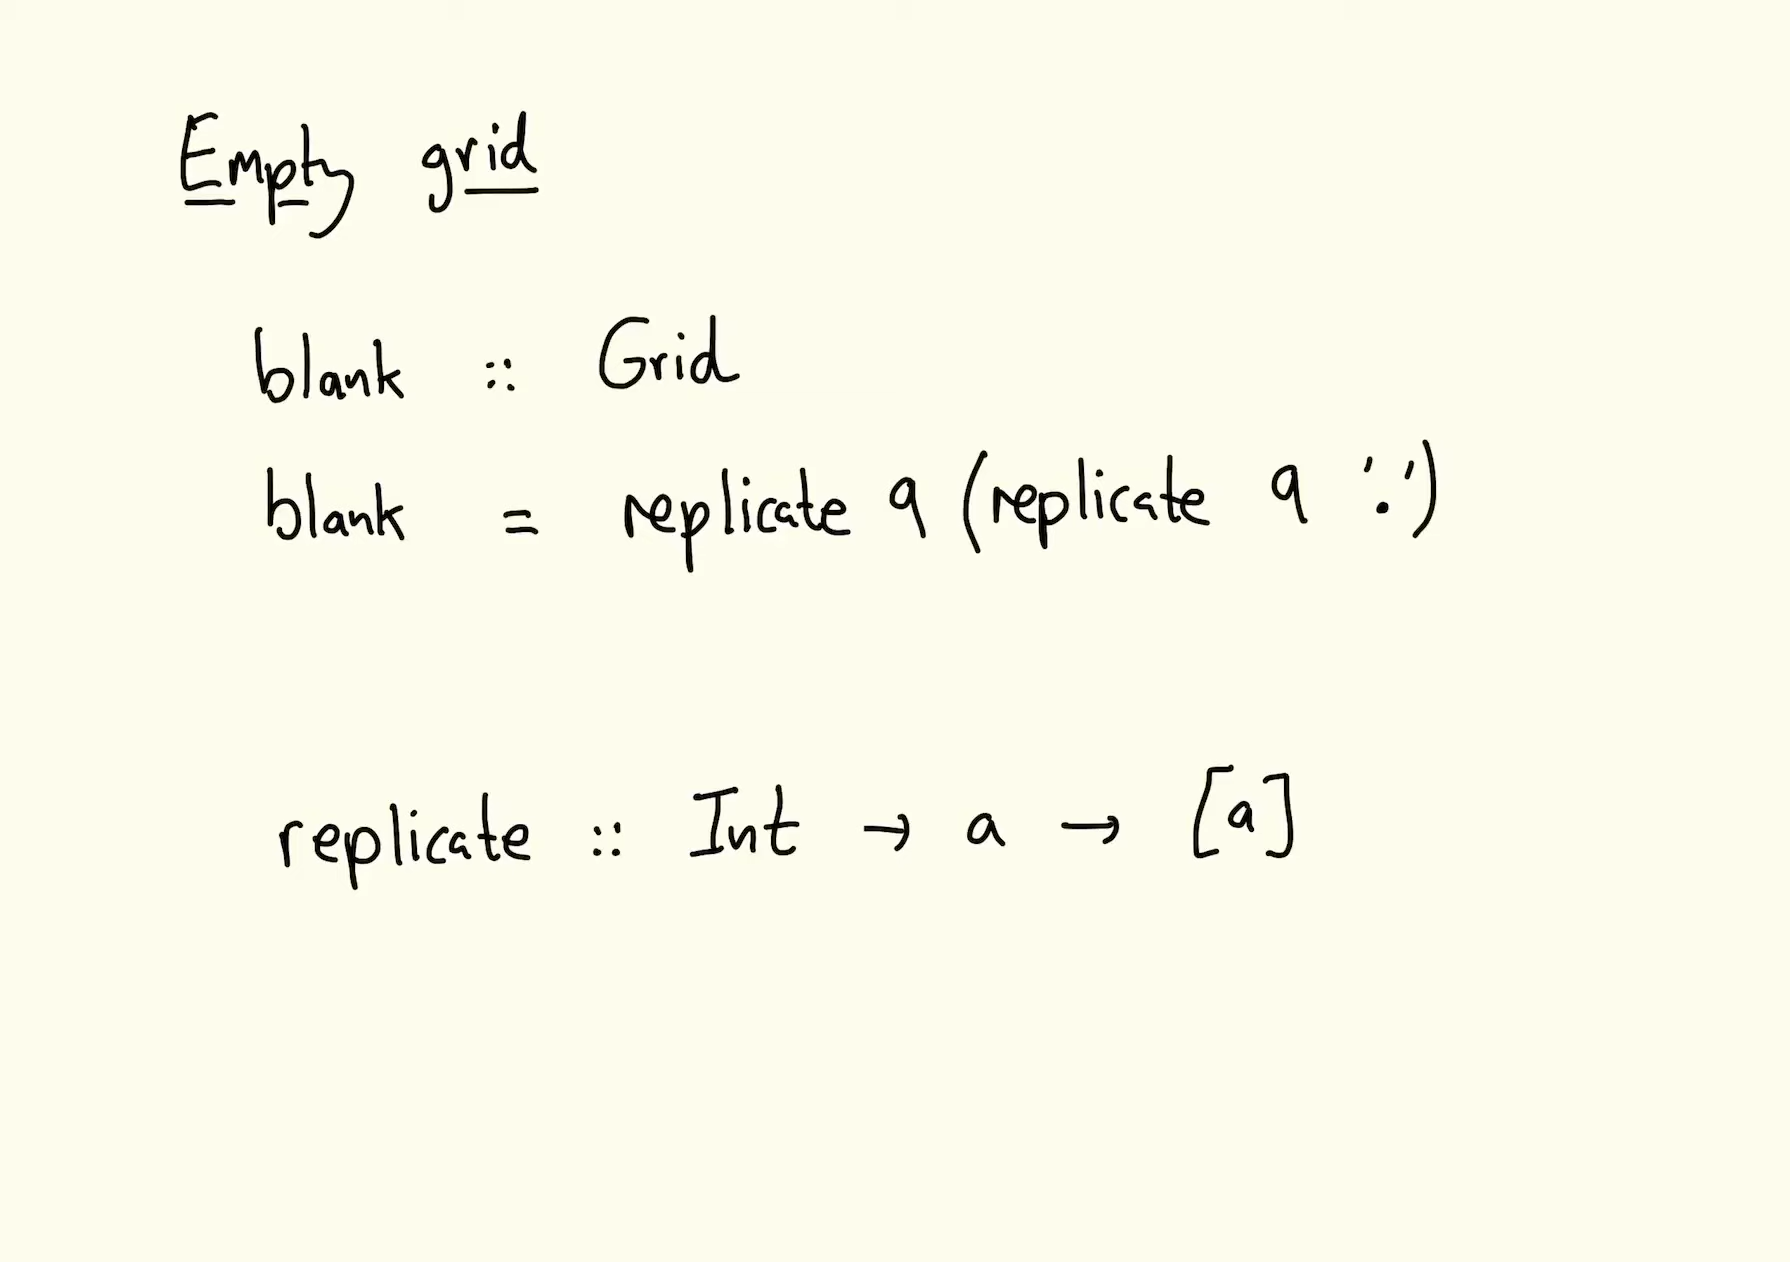 Empty grid
blank :: Grid
blank = replicate 9 (replicate 9 '.')
replicate :: Int → a → [a]